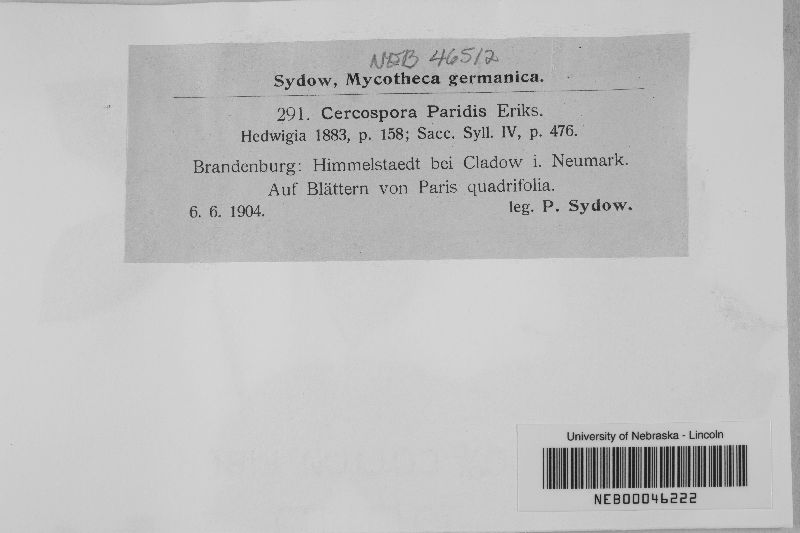 NEB 46512
Sydow, Mycotheca germanica.
291. Cercospora Paridis Eriks.
Hedwigia 1883, p. 158; Sacc. Syll. IV, p. 476.
Brandenburg: Himmelstaedt bei Cladow i. Neumark.
Auf Blättern von Paris quadrifolia.
6. 6. 1904. leg. P. Sydow.
University of Nebraska - Lincoln
NEB00046222